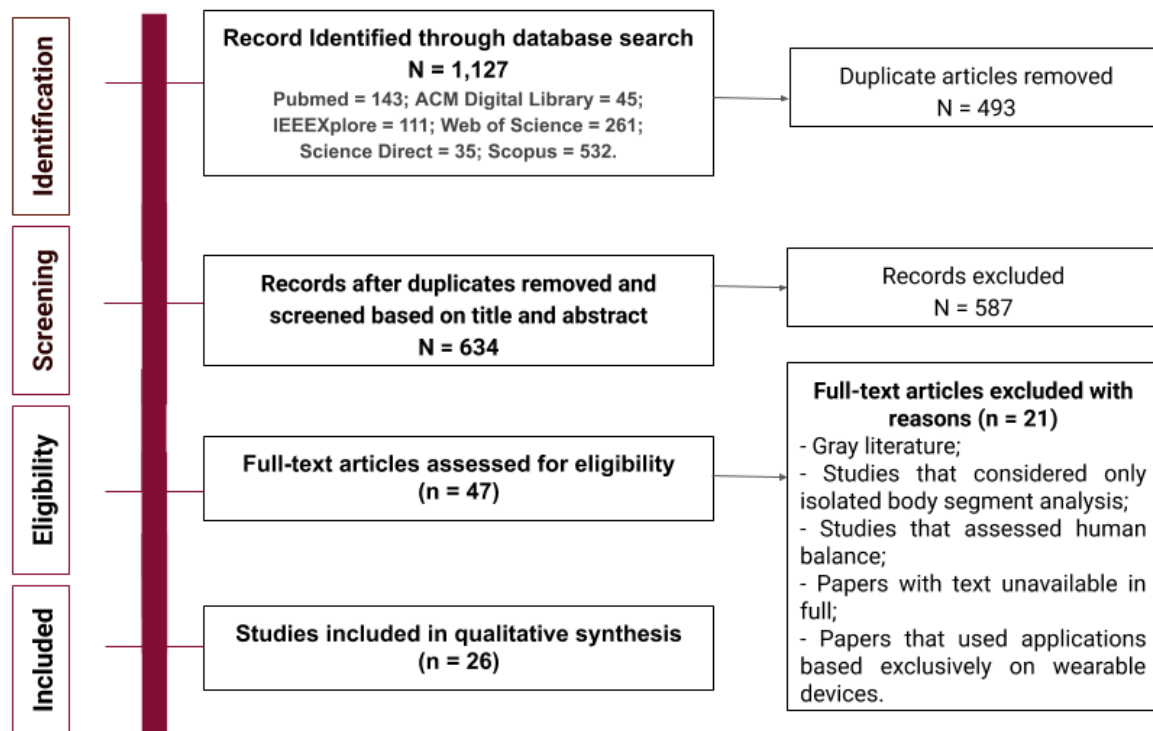 Identification
Record Identified through database search
N = 1,127
Pubmed = 143; ACM Digital Library = 45;
IEEEXplore = 111; Web of Science = 261;
Science Direct = 35; Scopus = 532.
Duplicate articles removed
N = 493
Screening
Records after duplicates removed and
screened based on title and abstract
N = 634
Records excluded
N = 587
Eligibility
Full-text articles assessed for eligibility
(n = 47)
Full-text articles excluded with
reasons (n = 21)
- Gray literature;
- Studies that considered only
isolated body segment analysis;
- Studies that assessed human
balance;
- Papers with text unavailable in
full;
- Papers that used applications
based exclusively on wearable
devices.
Included
Studies included in qualitative synthesis
(n = 26)